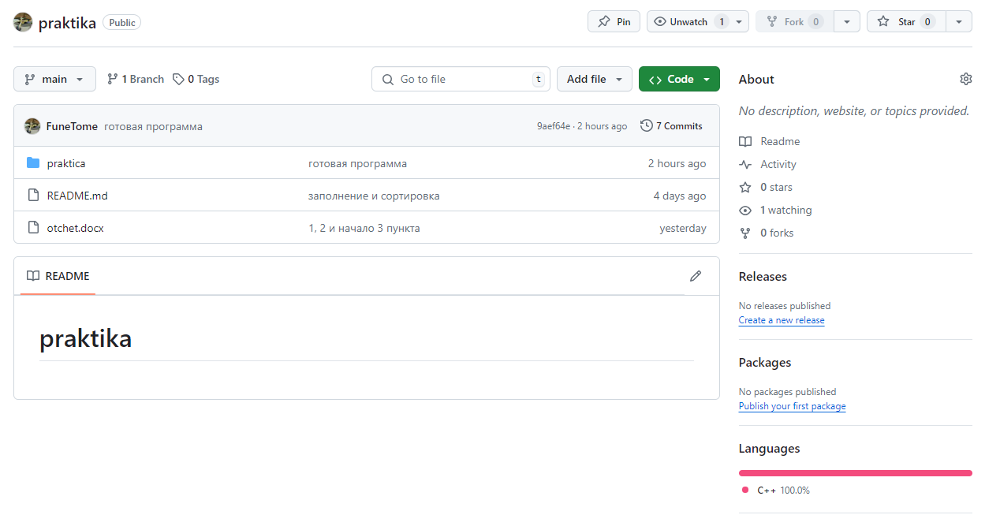 praktika Public Pin Unwatch 1 Fork 0 Star 0
main 1 Branch 0 Tags Go to file t Add file Code
FuneTome готовая программа 9aef64e · 2 hours ago 7 Commits
praktica готовая программа 2 hours ago
README.md заполнение и сортировка 4 days ago
otchet.docx 1, 2 и начало 3 пункта yesterday
README
praktika
About
No description, website, or topics provided.
Readme
Activity
0 stars
1 watching
0 forks
Releases
No releases published
Create a new release
Packages
No packages published
Publish your first package
Languages
C++ 100.0%